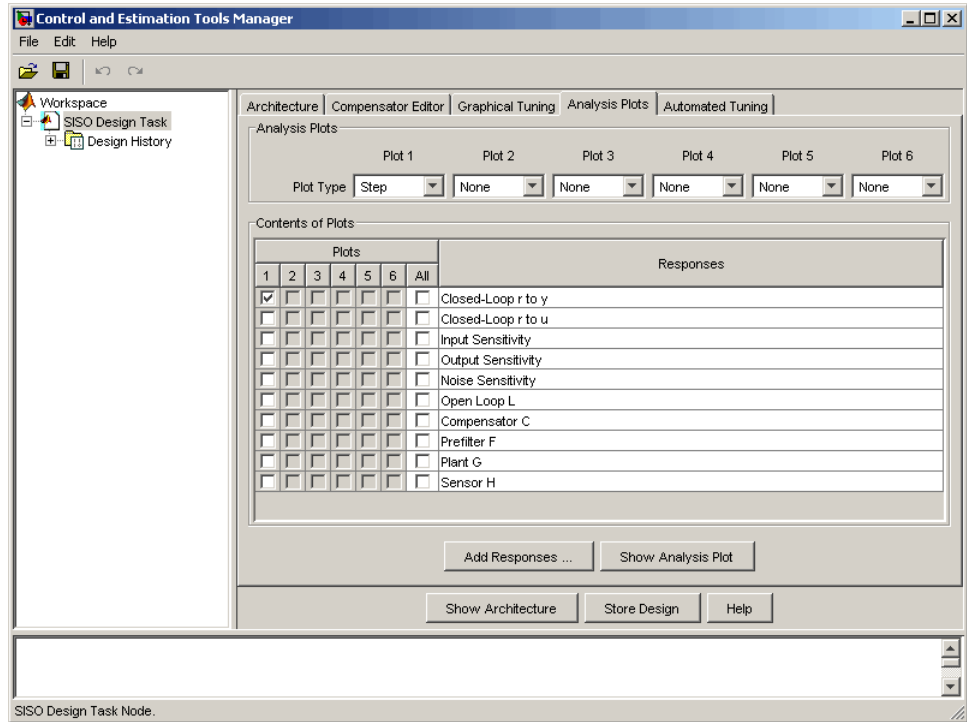 Control and Estimation Tools Manager
File Edit Help
Workspace
SISO Design Task
Design History
Architecture Compensator Editor Graphical Tuning Analysis Plots Automated Tuning
Analysis Plots
Plot 1 Plot 2 Plot 3 Plot 4 Plot 5 Plot 6
Plot Type Step None None None None None
Contents of Plots
Plots
Responses
1 2 3 4 5 6 All
Closed-Loop r to y
Closed-Loop r to u
Input Sensitivity
Output Sensitivity
Noise Sensitivity
Open Loop L
Compensator C
Prefilter F
Plant G
Sensor H
Add Responses ... Show Analysis Plot
Show Architecture Store Design Help
SISO Design Task Node.